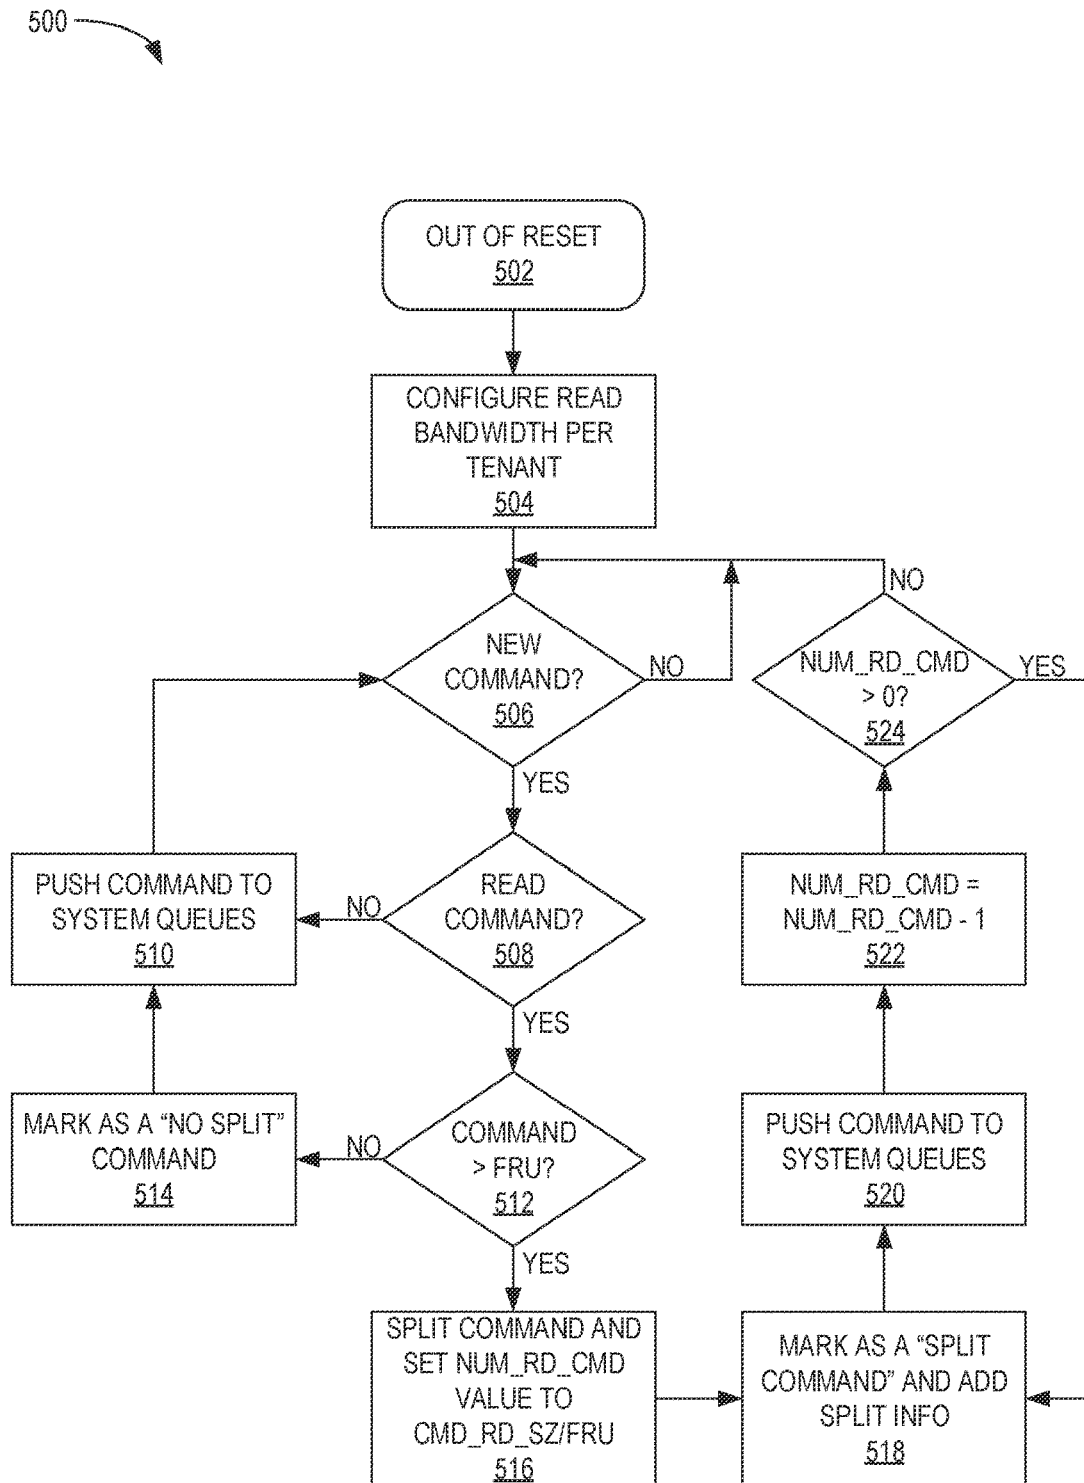 500
OUT OF RESET
502
CONFIGURE READ
BANDWIDTH PER
TENANT
504
NEW
COMMAND?
506
NO
YES
NUM_RD_CMD
> 0?
524
NO
YES
PUSH COMMAND TO
SYSTEM QUEUES
510
NO
READ
COMMAND?
508
YES
NUM_RD_CMD =
NUM_RD_CMD - 1
522
MARK AS A “NO SPLIT”
COMMAND
514
NO
COMMAND
> FRU?
512
YES
PUSH COMMAND TO
SYSTEM QUEUES
520
SPLIT COMMAND AND
SET NUM_RD_CMD
VALUE TO
CMD_RD_SZ/FRU
516
MARK AS A “SPLIT
COMMAND” AND ADD
SPLIT INFO
518